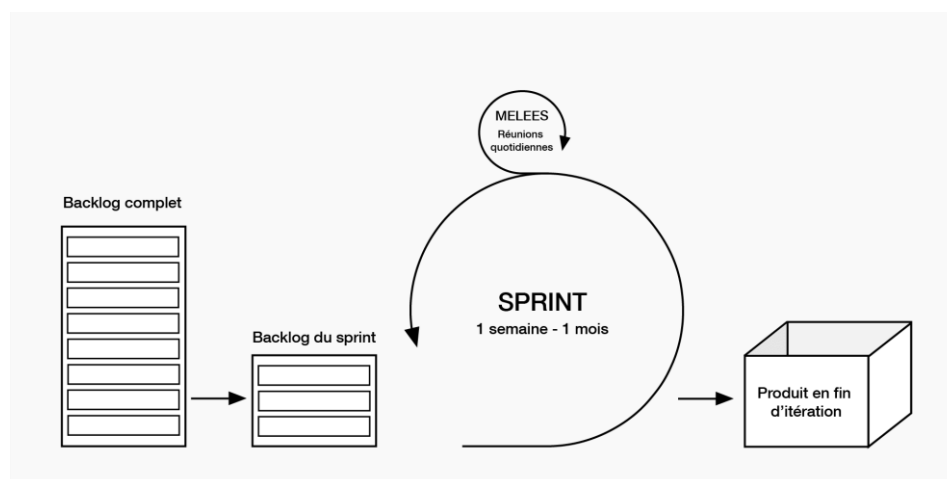 MELEES
Réunions
quotidiennes
Backlog complet
SPRINT
1 semaine - 1 mois
Backlog du sprint
Produit en fin
d'itération